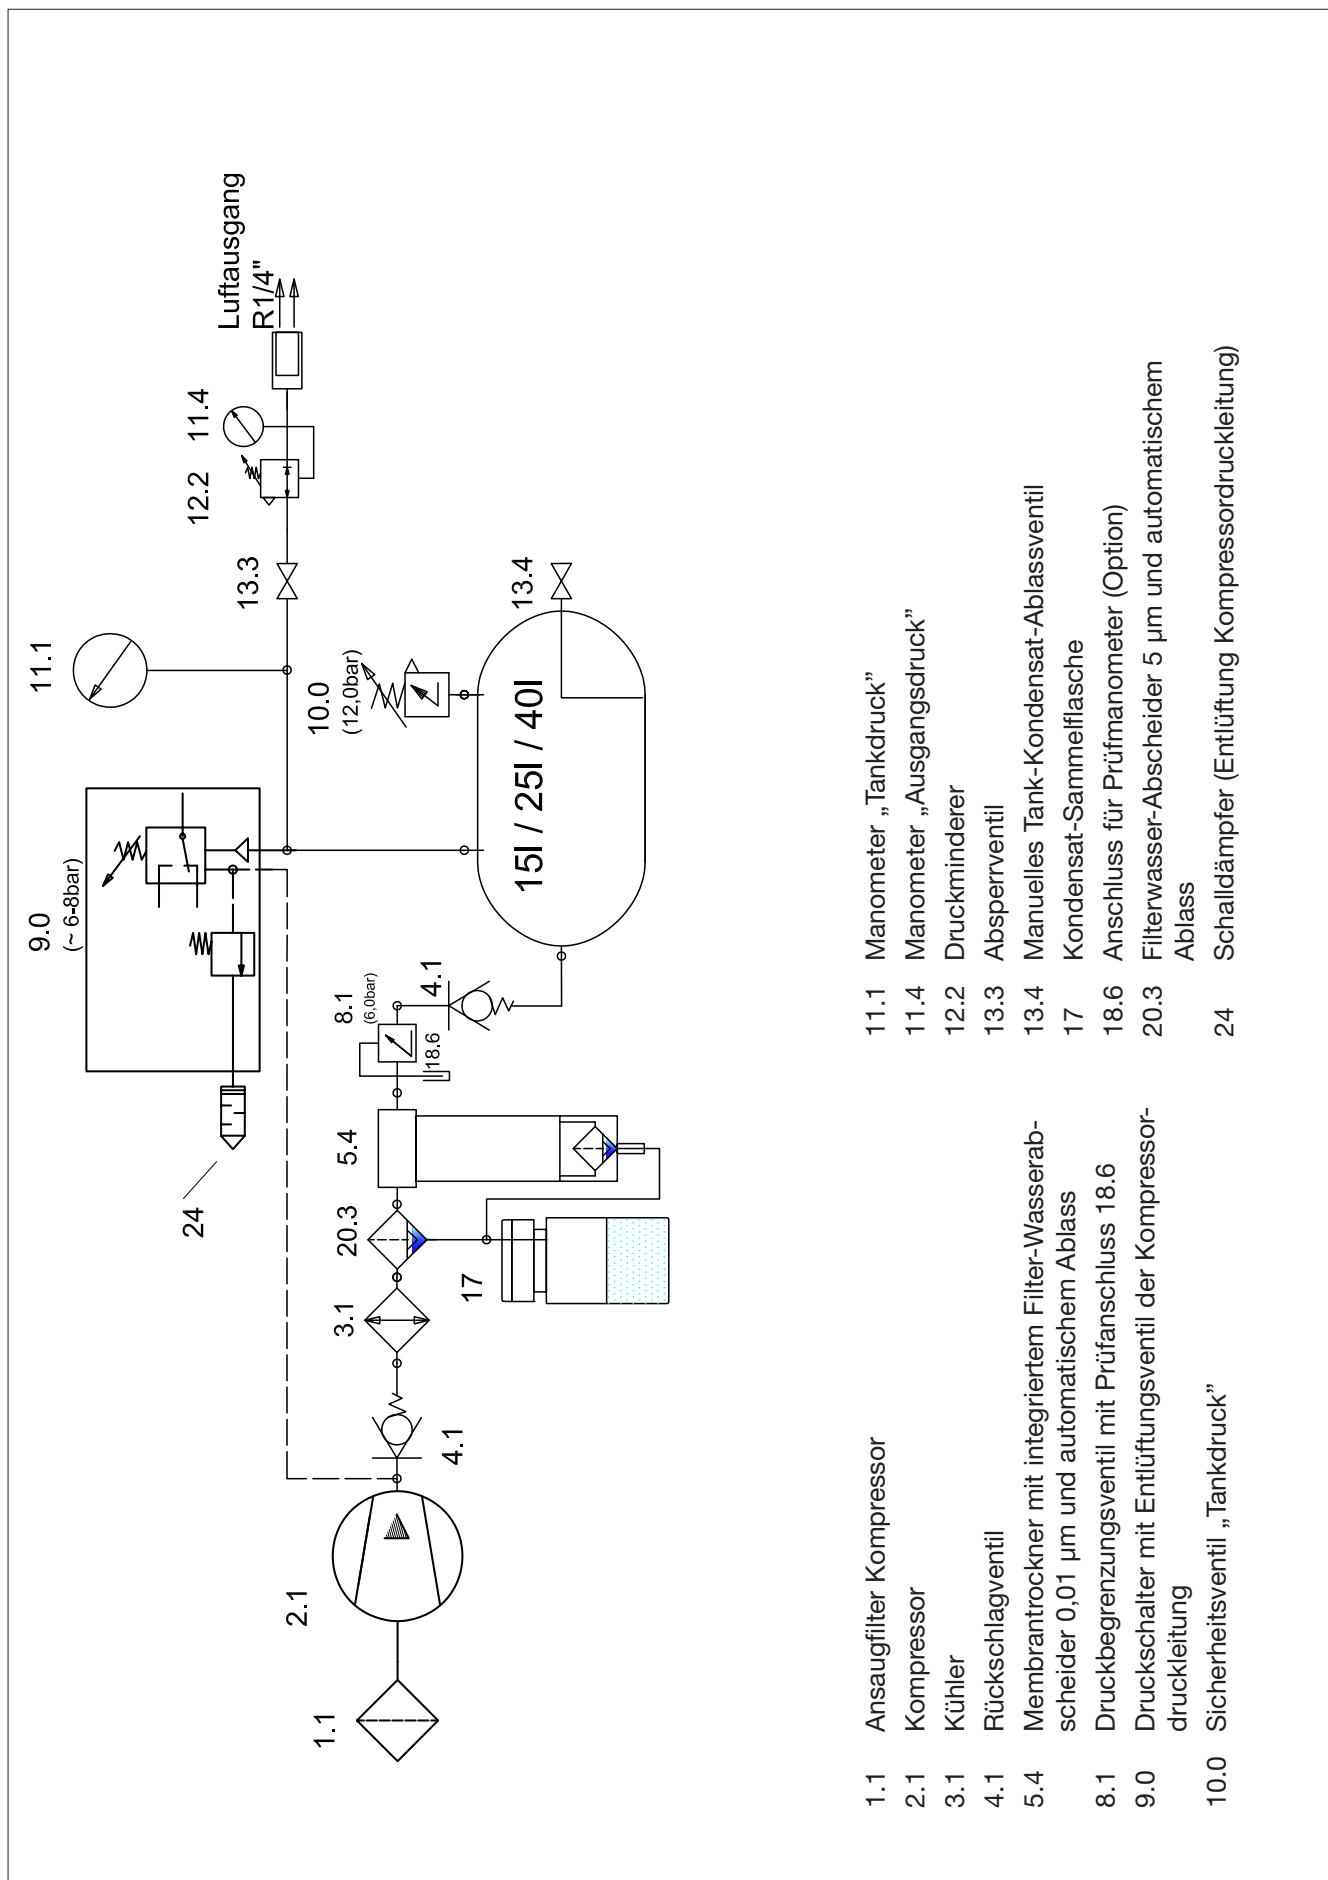 1.1
2.1
4.1
3.1
20.3
17
5.4
24
8.1
(6,0bar)
18.6
4.1
9.0
(~ 6-8bar)
11.1
10.0
(12,0bar)
15l / 25l / 40l
13.4
13.3
12.2
11.4
Luftausgang
R1/4"
1.1 Ansaugfilter Kompressor
2.1 Kompressor
3.1 Kühler
4.1 Rückschlagventil
5.4 Membrantrockner mit integriertem Filter-Wasserab-
scheider 0,01 µm und automatischem Ablass
8.1 Druckbegrenzungsventil mit Prüfanschluss 18.6
9.0 Druckschalter mit Entlüftungsventil der Kompressor-
druckleitung
10.0 Sicherheitsventil „Tankdruck”
11.1 Manometer „Tankdruck”
11.4 Manometer „Ausgangsdruck”
12.2 Druckminderer
13.3 Absperrventil
13.4 Manuelles Tank-Kondensat-Ablassventil
17 Kondensat-Sammelflasche
18.6 Anschluss für Prüfmanometer (Option)
20.3 Filterwasser-Abscheider 5 µm und automatischem
Ablass
24 Schalldämpfer (Entlüftung Kompressordruckleitung)